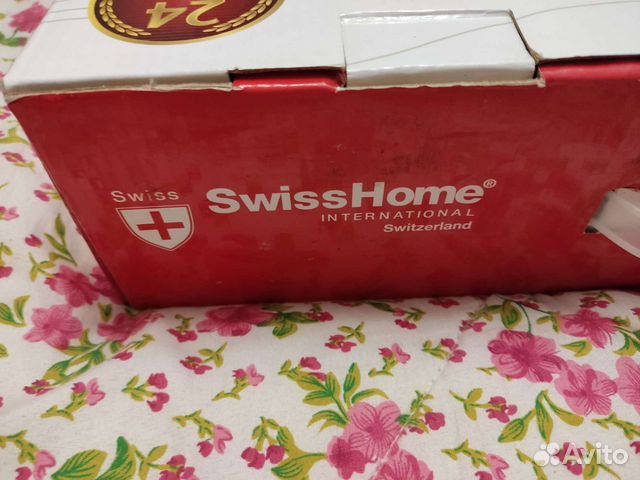 24
Swiss
SwissHome®
INTERNATIONAL
Switzerland
Avito